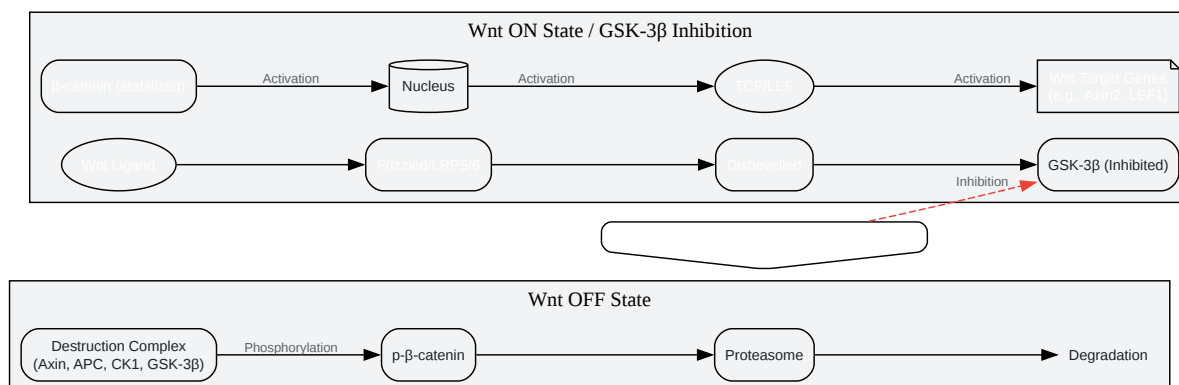 Wnt ON State / GSK-3β Inhibition
β-catenin (stabilized)
Activation
Nucleus
Activation
TCF/LEF
Activation
Wnt Target Genes
(e.g., Axin2, LEF1)
Wnt Ligand
Frizzled/LRP5/6
Dishevelled
GSK-3β (Inhibited)
Inhibition
Wnt OFF State
Destruction Complex
(Axin, APC, CK1, GSK-3β)
Phosphorylation
p-β-catenin
Proteasome
Degradation